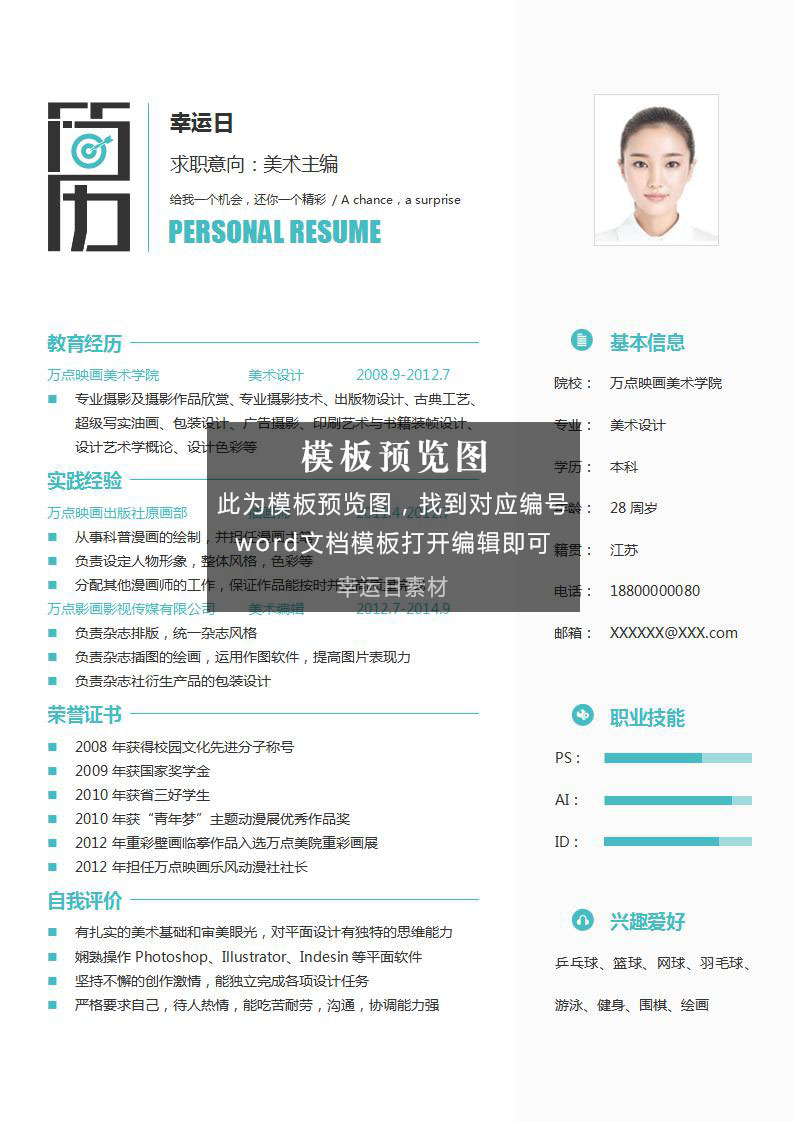 简历
幸运日
求职意向：美术主编
给我一个机会，还你一个精彩 / A chance，a surprise
PERSONAL RESUME
教育经历
万点映画美术学院 美术设计 2008.9-2012.7
专业摄影及摄影作品欣赏、专业摄影技术、出版物设计、古典工艺、
超级写实油画、包装设计、广告摄影、印刷艺术与书籍装帧设计、
设计艺术学概论、设计色彩等
实践经验
万点映画出版社原画部
从事科普漫画的绘制，并担任漫画主笔
负责设定人物形象，整体风格，色彩等
分配其他漫画师的工作，保证作品能按时并
万点影画影视传媒有限公司 美术编辑 2012.7-2014.9
负责杂志排版，统一杂志风格
负责杂志插图的绘画，运用作图软件，提高图片表现力
负责杂志社衍生产品的包装设计
荣誉证书
2008 年获得校园文化先进分子称号
2009 年获国家奖学金
2010 年获省三好学生
2010 年获“青年梦”主题动漫展优秀作品奖
2012 年重彩壁画临摹作品入选万点美院重彩画展
2012 年担任万点映画乐风动漫社社长
自我评价
有扎实的美术基础和审美眼光，对平面设计有独特的思维能力
娴熟操作 Photoshop、Illustrator、Indesin 等平面软件
坚持不懈的创作激情，能独立完成各项设计任务
严格要求自己，待人热情，能吃苦耐劳，沟通，协调能力强
模板预览图
此为模板预览图，找到对应编号
word文档模板打开编辑即可
幸运日素材
基本信息
院校： 万点映画美术学院
专业： 美术设计
学历： 本科
年龄： 28 周岁
籍贯： 江苏
电话： 18800000080
邮箱： XXXXXX@XXX.com
职业技能
PS：
AI：
ID：
兴趣爱好
乒乓球、篮球、网球、羽毛球、
游泳、健身、围棋、绘画